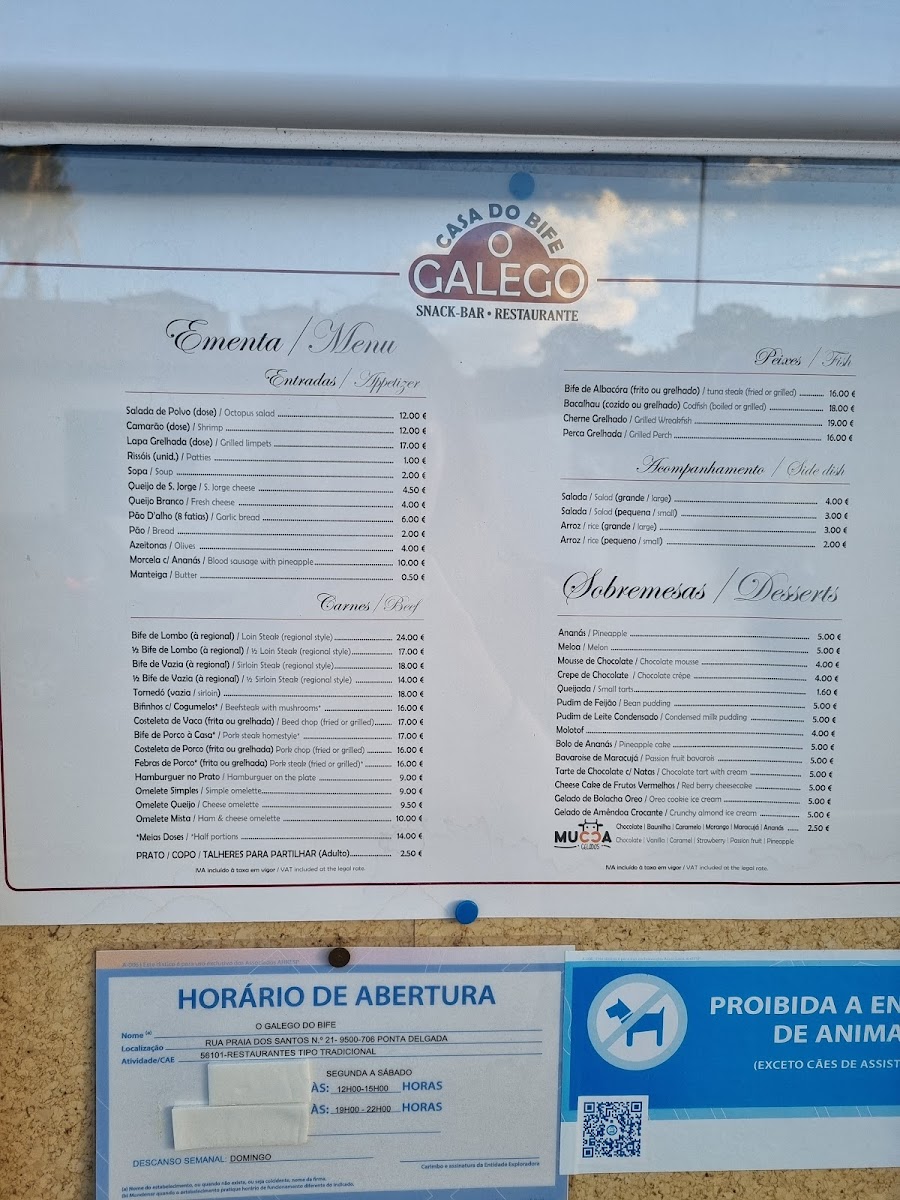 CASA DO BIFE
O
GALEGO
SNACK-BAR • RESTAURANTE
Ementa / Menu
Entradas / Appetizer
Salada de Polvo (dose) / Octopus salad 12.00 €
Camarão (dose) / Shrimp 12.00 €
Lapa Grelhada (dose) / Grilled limpets 17.00 €
Rissóis (unid.) / Patties 1.00 €
Sopa / Soup 2.00 €
Queijo de S. Jorge / S. Jorge cheese 4.50 €
Queijo Branco / Fresh cheese 4.00 €
Pão D'alho (8 fatias) / Garlic bread 6.00 €
Pão / Bread 2.00 €
Azeitonas / Olives 4.00 €
Morcela c/ Ananás / Blood sausage with pineapple 10.00 €
Manteiga / Butter 0.50 €
Carnes / Beef
Bife de Lombo (à regional) / Loin Steak (regional style) 24.00 €
½ Bife de Lombo (à regional) / ½ Loin Steak (regional style) 17.00 €
Bife de Vazia (à regional) / Sirloin Steak (regional style) 18.00 €
½ Bife de Vazia (à regional) / ½ Sirloin Steak (regional style) 14.00 €
Tornedó (vazia / sirloin) 18.00 €
Bifinhos c/ Cogumelos* / Beefsteak with mushrooms* 16.00 €
Costeleta de Vaca (frita ou grelhada) / Beed chop (fried or grilled) 17.00 €
Bife de Porco à Casa* / Pork steak homestyle* 17.00 €
Costeleta de Porco (frita ou grelhada) Pork chop (fried or grilled) 16.00 €
Febras de Porco* (frita ou grelhada) Pork steak (fried or grilled)* 16.00 €
Hamburguer no Prato / Hamburguer on the plate 9.00 €
Omelete Simples / Simple omelette 9.00 €
Omelete Queijo / Cheese omelette 9.50 €
Omelete Mista / Ham & cheese omelette 10.00 €
*Meias Doses / *Half portions 14.00 €
PRATO / COPO / TALHERES PARA PARTILHAR (Adulto) 2.50 €
IVA incluído à taxa em vigor / VAT included at the legal rate.
Peixes / Fish
Bife de Albacóra (frito ou grelhado) / tuna steak (fried or grilled) 16.00 €
Bacalhau (cozido ou grelhado) Codfish (boiled or grilled) 18.00 €
Cherne Grelhado / Grilled Wreakfish 19.00 €
Perca Grelhada / Grilled Perch 16.00 €
Acompanhamento / Side dish
Salada / Salad (grande / large) 4.00 €
Salada / Salad (pequena / small) 3.00 €
Arroz / rice (grande / large) 3.00 €
Arroz / rice (pequeno / small) 2.00 €
Sobremesas / Desserts
Ananás / Pineapple 5.00 €
Meloa / Melon 5.00 €
Mousse de Chocolate / Chocolate mousse 4.00 €
Crepe de Chocolate / Chocolate crêpe 4.00 €
Queijada / Small tarts 1.60 €
Pudim de Feijão / Bean pudding 5.00 €
Pudim de Leite Condensado / Condensed milk pudding 5.00 €
Molotof 4.00 €
Bolo de Ananás / Pineapple cake 5.00 €
Bavaroise de Maracujá / Passion fruit bavarois 5.00 €
Tarte de Chocolate c/ Natas / Chocolate tart with cream 5.00 €
Cheese Cake de Frutos Vermelhos / Red berry cheesecake 5.00 €
Gelado de Bolacha Oreo / Oreo cookie ice cream 5.00 €
Gelado de Amêndoa Crocante / Crunchy almond ice cream 5.00 €
MUCCA GELADOS
Chocolate | Baunilha | Caramelo | Morango | Maracujá | Ananás 2.50 €
Chocolate | Vanilla | Caramel | Strawberry | Passion fruit | Pineapple
IVA incluído à taxa em vigor / VAT included at the legal rate.
HORÁRIO DE ABERTURA
Nome (a) O GALEGO DO BIFE
Localização RUA PRAIA DOS SANTOS N.º 21- 9500-706 PONTA DELGADA
Atividade/CAE 56101-RESTAURANTES TIPO TRADICIONAL
SEGUNDA A SÁBADO
ÀS: 12H00-15H00 HORAS
ÀS: 19H00 - 22H00 HORAS
DESCANSO SEMANAL: DOMINGO
Carimbo e assinatura da Entidade Exploradora
(a) Nome do estabelecimento, ou quando não exista, ou seja coincidente, nome da firma.
PROIBIDA A EN
DE ANIMA
(EXCETO CÃES DE ASSIST